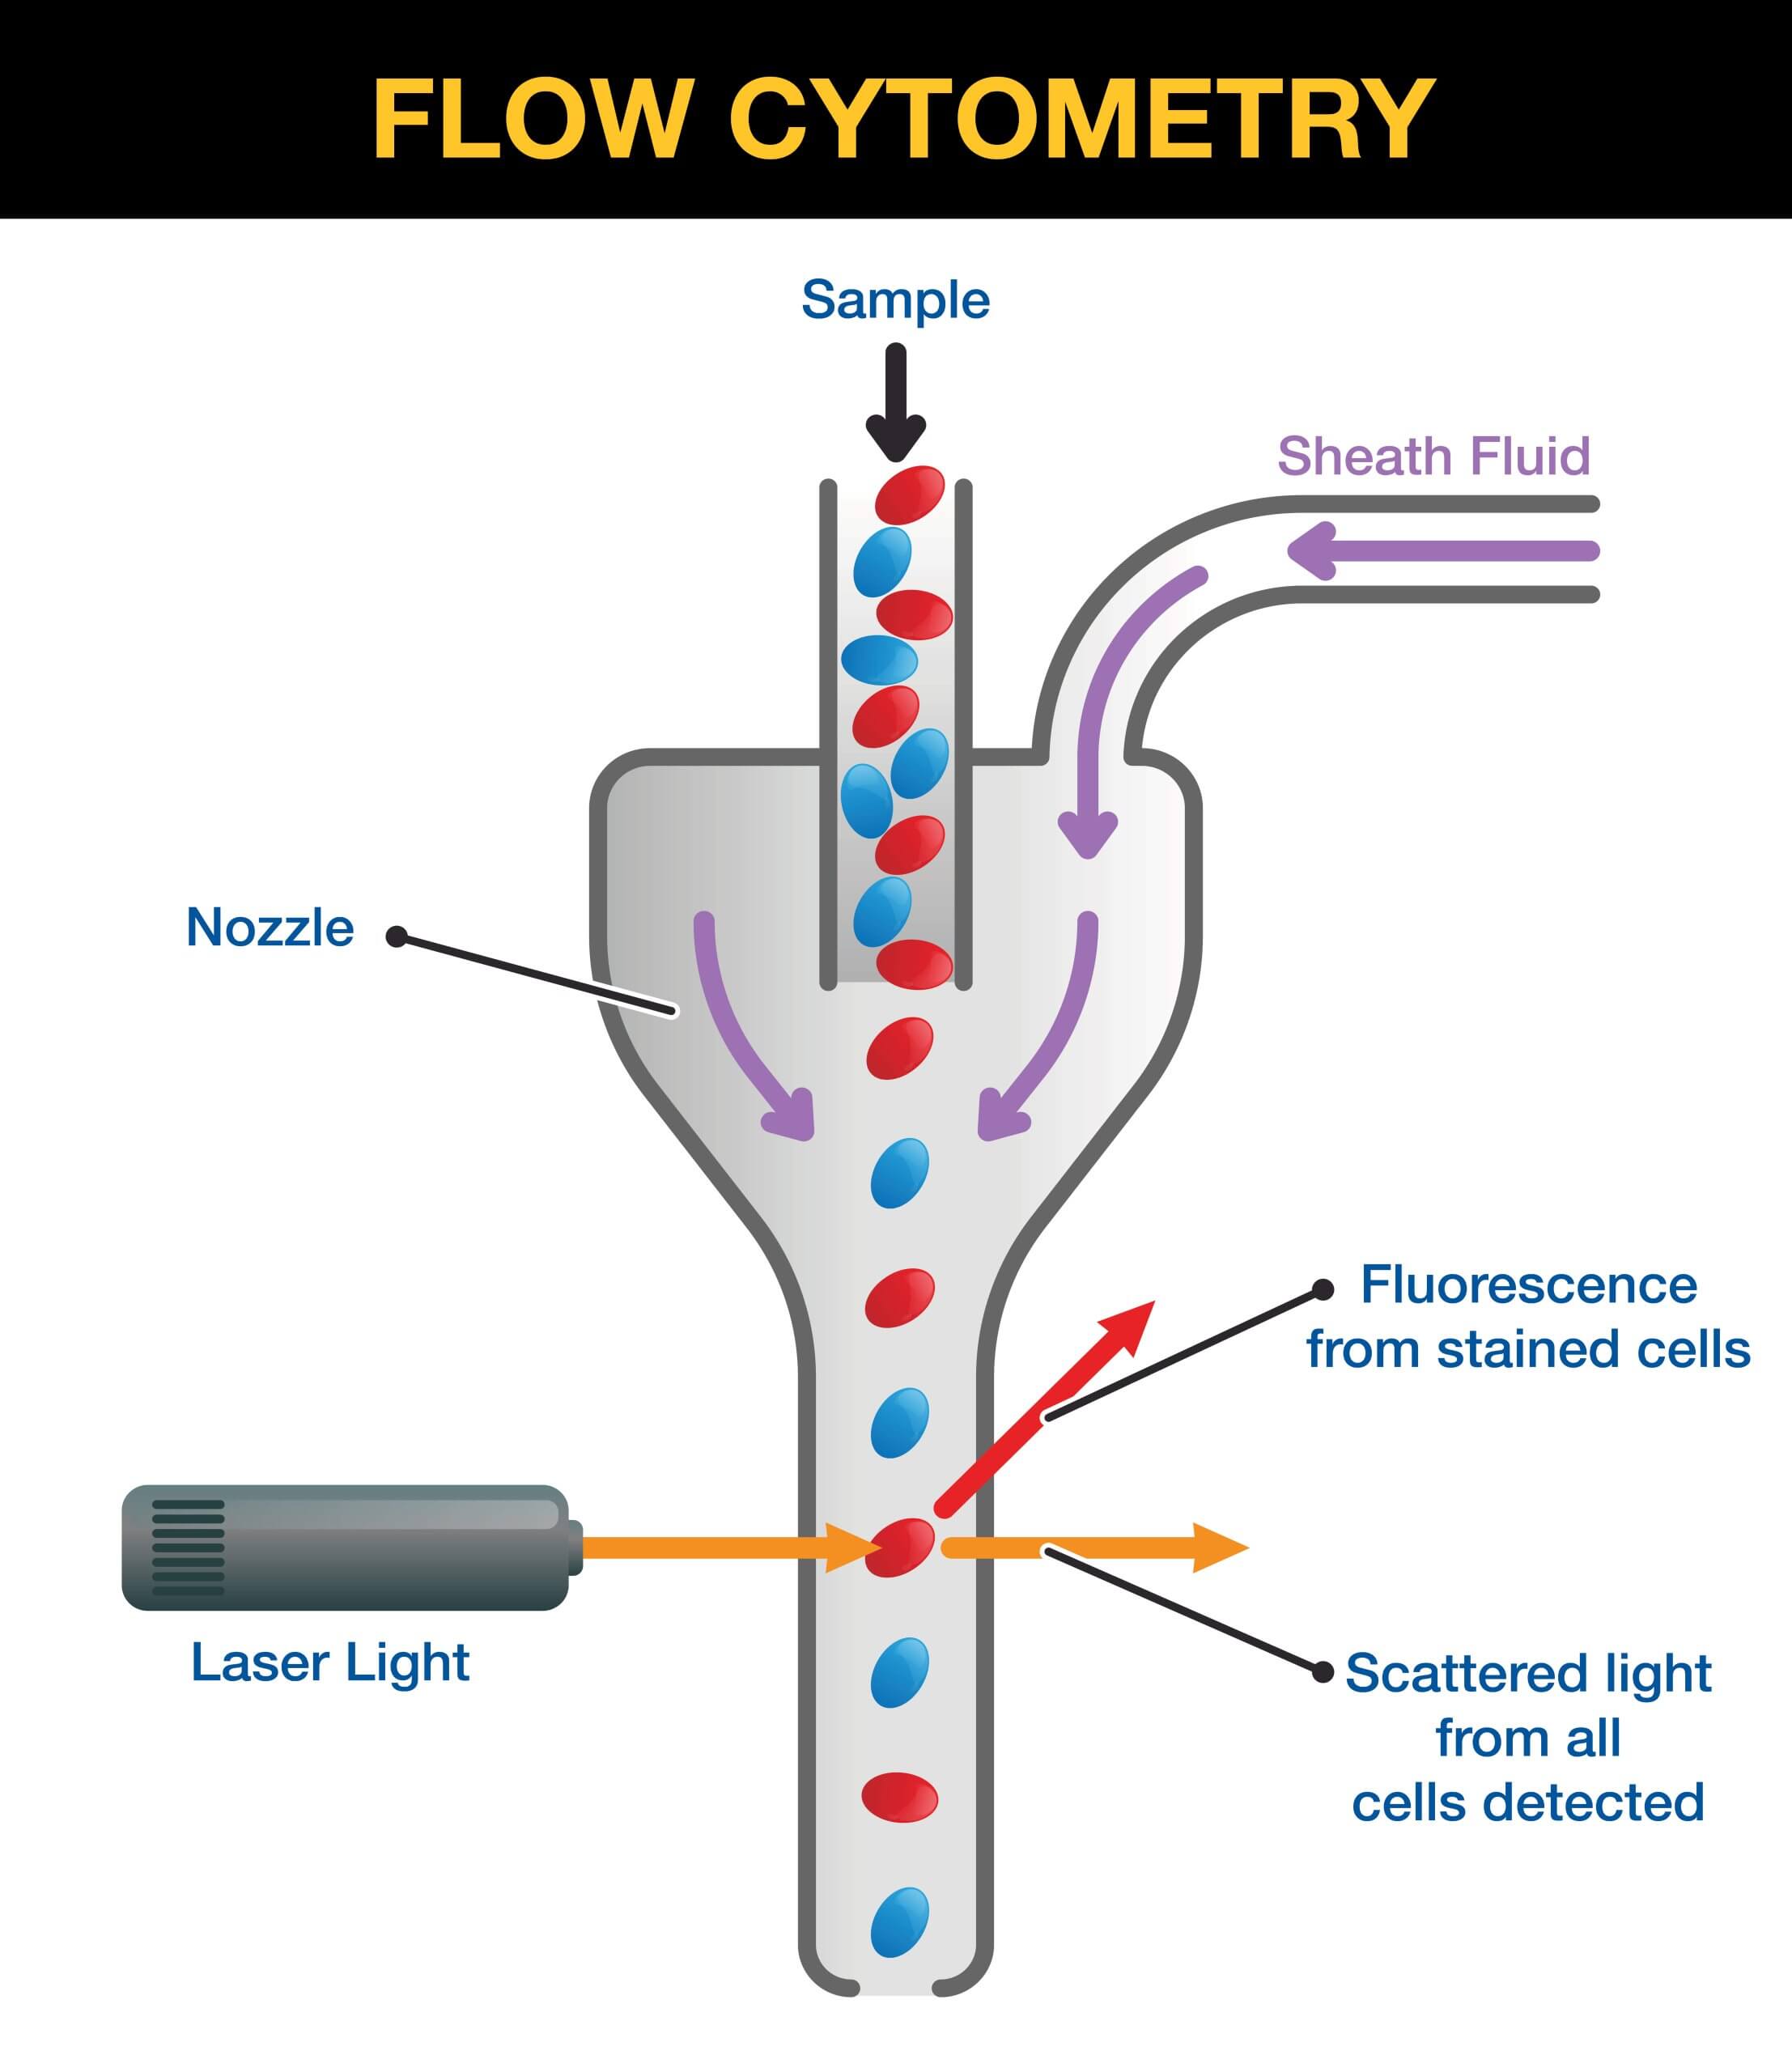 FLOW CYTOMETRY
Sample
Sheath Fluid
Nozzle
Fluorescence
from stained cells
Laser Light
Scattered light
from all
cells detected